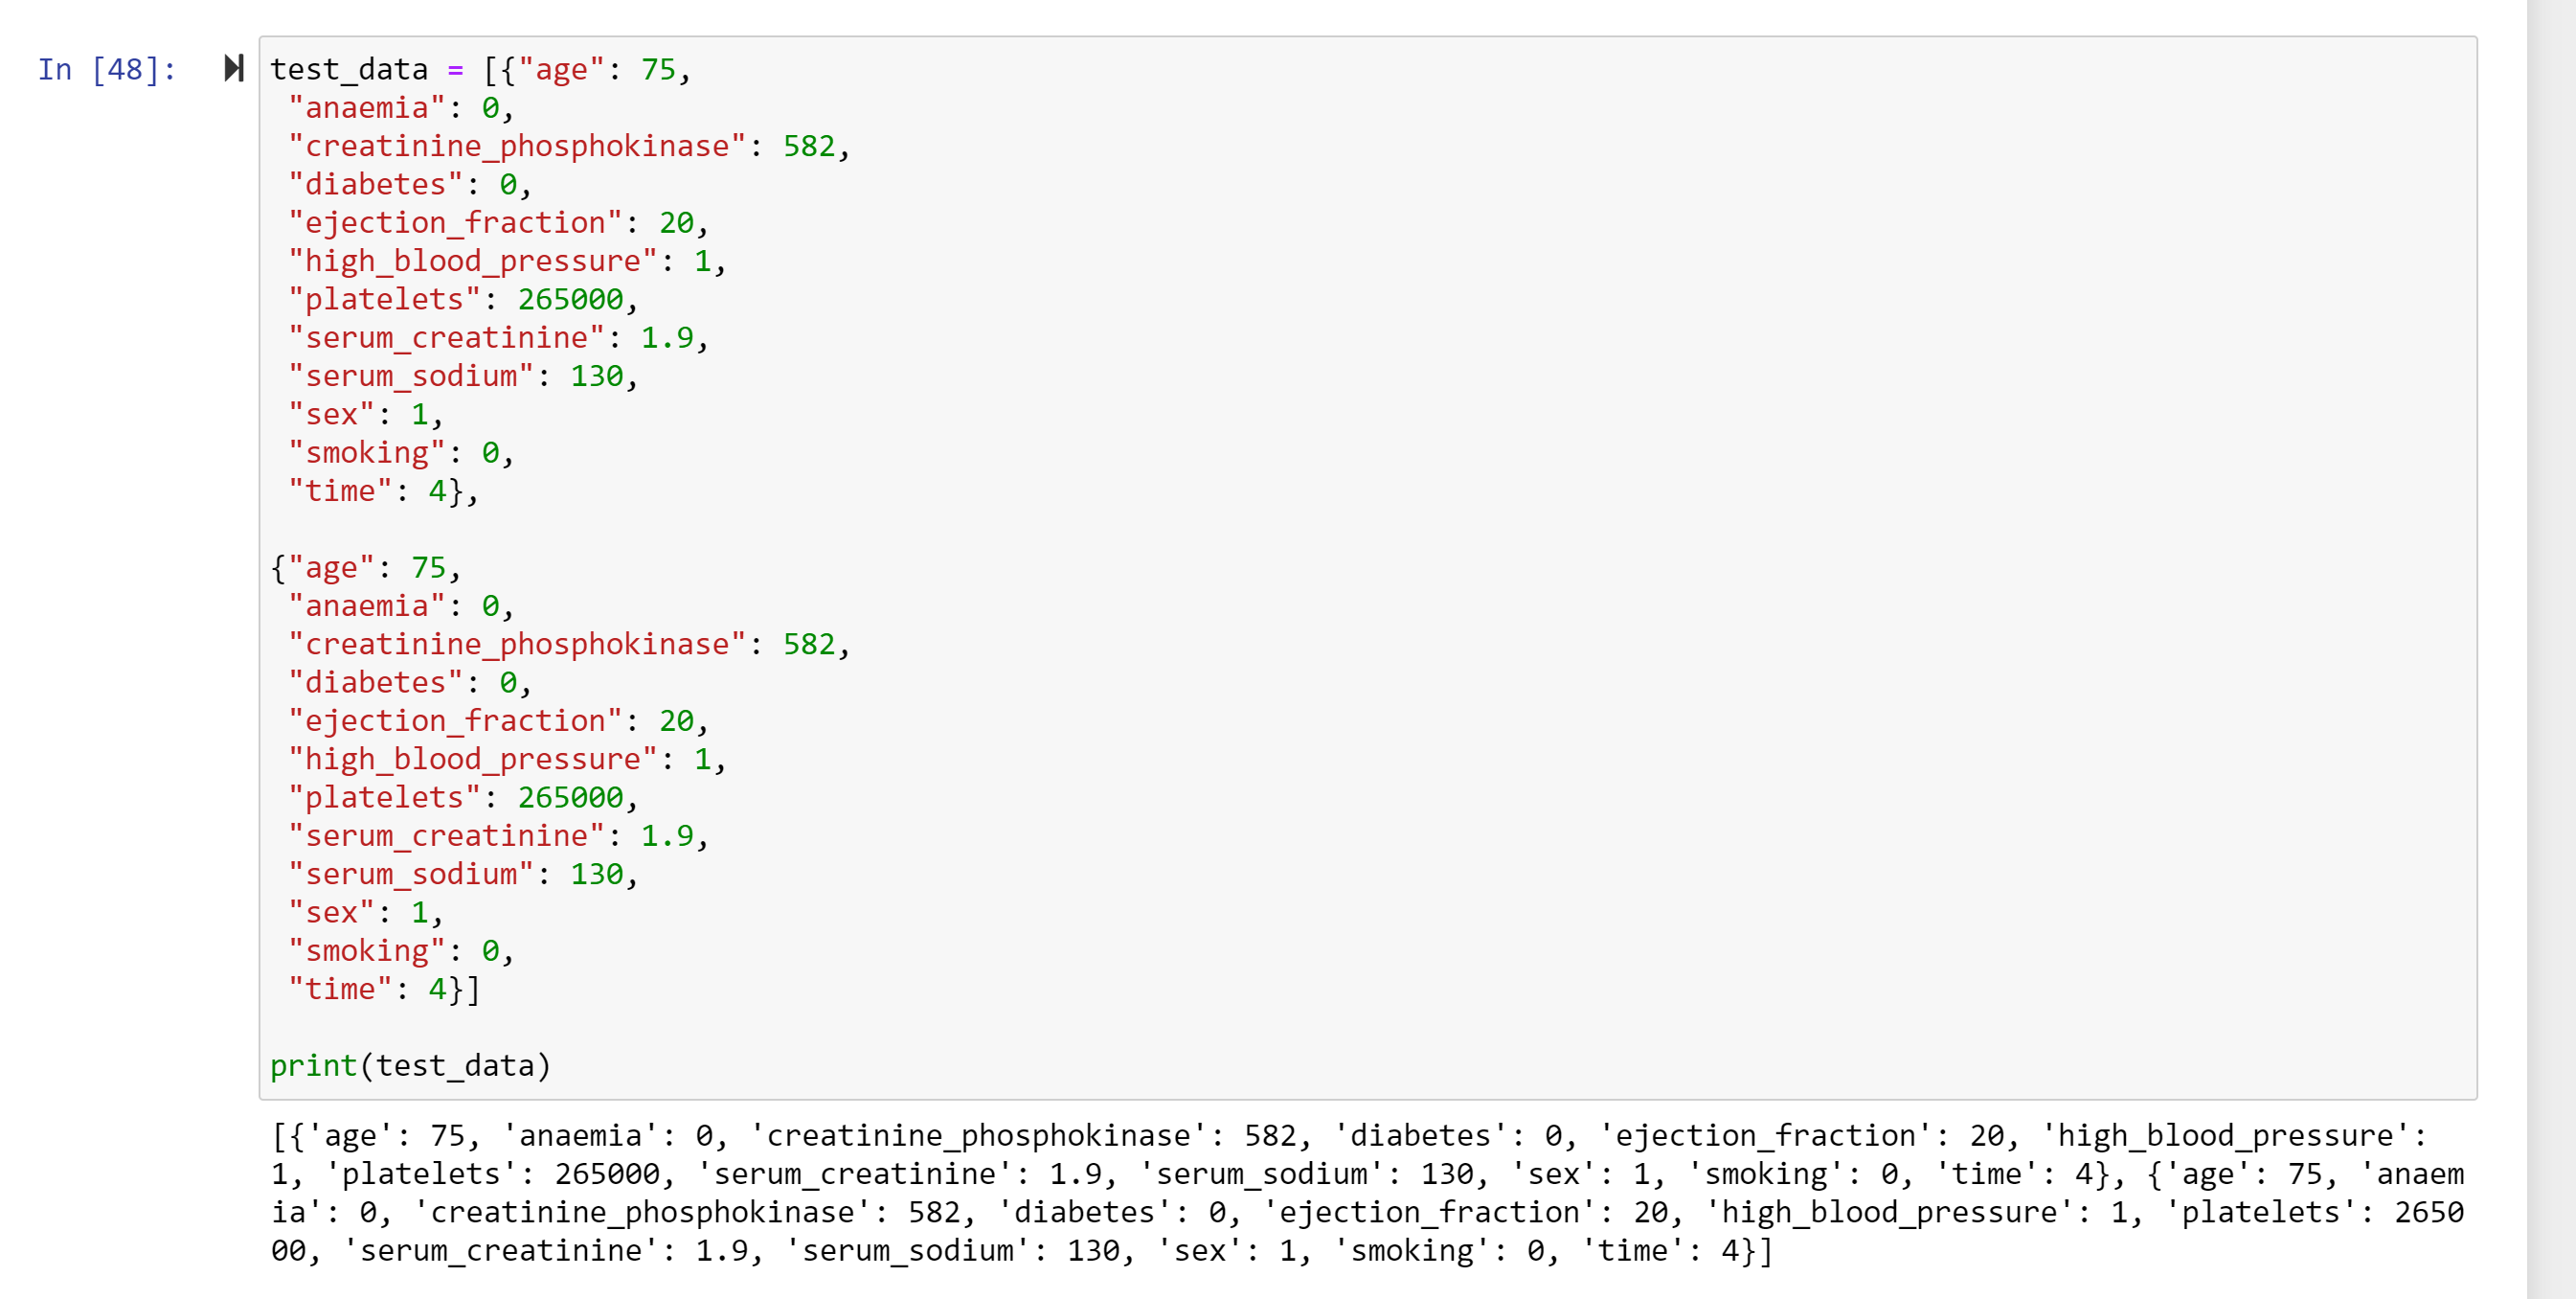 In [48]:
test_data = [{"age": 75,
 "anaemia": 0,
 "creatinine_phosphokinase": 582,
 "diabetes": 0,
 "ejection_fraction": 20,
 "high_blood_pressure": 1,
 "platelets": 265000,
 "serum_creatinine": 1.9,
 "serum_sodium": 130,
 "sex": 1,
 "smoking": 0,
 "time": 4},
{"age": 75,
 "anaemia": 0,
 "creatinine_phosphokinase": 582,
 "diabetes": 0,
 "ejection_fraction": 20,
 "high_blood_pressure": 1,
 "platelets": 265000,
 "serum_creatinine": 1.9,
 "serum_sodium": 130,
 "sex": 1,
 "smoking": 0,
 "time": 4}]
print(test_data)
[{'age': 75, 'anaemia': 0, 'creatinine_phosphokinase': 582, 'diabetes': 0, 'ejection_fraction': 20, 'high_blood_pressure':
1, 'platelets': 265000, 'serum_creatinine': 1.9, 'serum_sodium': 130, 'sex': 1, 'smoking': 0, 'time': 4}, {'age': 75, 'anaem
ia': 0, 'creatinine_phosphokinase': 582, 'diabetes': 0, 'ejection_fraction': 20, 'high_blood_pressure': 1, 'platelets': 2650
00, 'serum_creatinine': 1.9, 'serum_sodium': 130, 'sex': 1, 'smoking': 0, 'time': 4}]